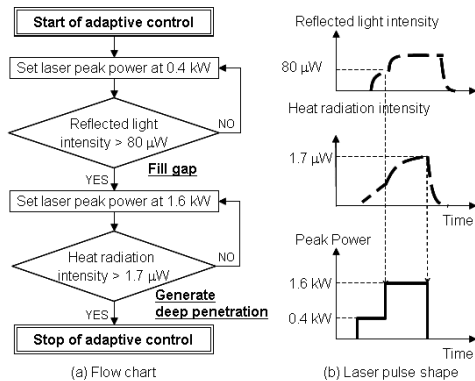 Start of adaptive control
Set laser peak power at 0.4 kW
Reflected light
intensity > 80 μW
NO
YES
Fill gap
Set laser peak power at 1.6 kW
Heat radiation
intensity > 1.7 μW
NO
YES
Generate
deep penetration
Stop of adaptive control
(a) Flow chart
Reflected light intensity
80 μW
Time
Heat radiation intensity
1.7 μW
Time
Peak Power
1.6 kW
0.4 kW
Time
(b) Laser pulse shape